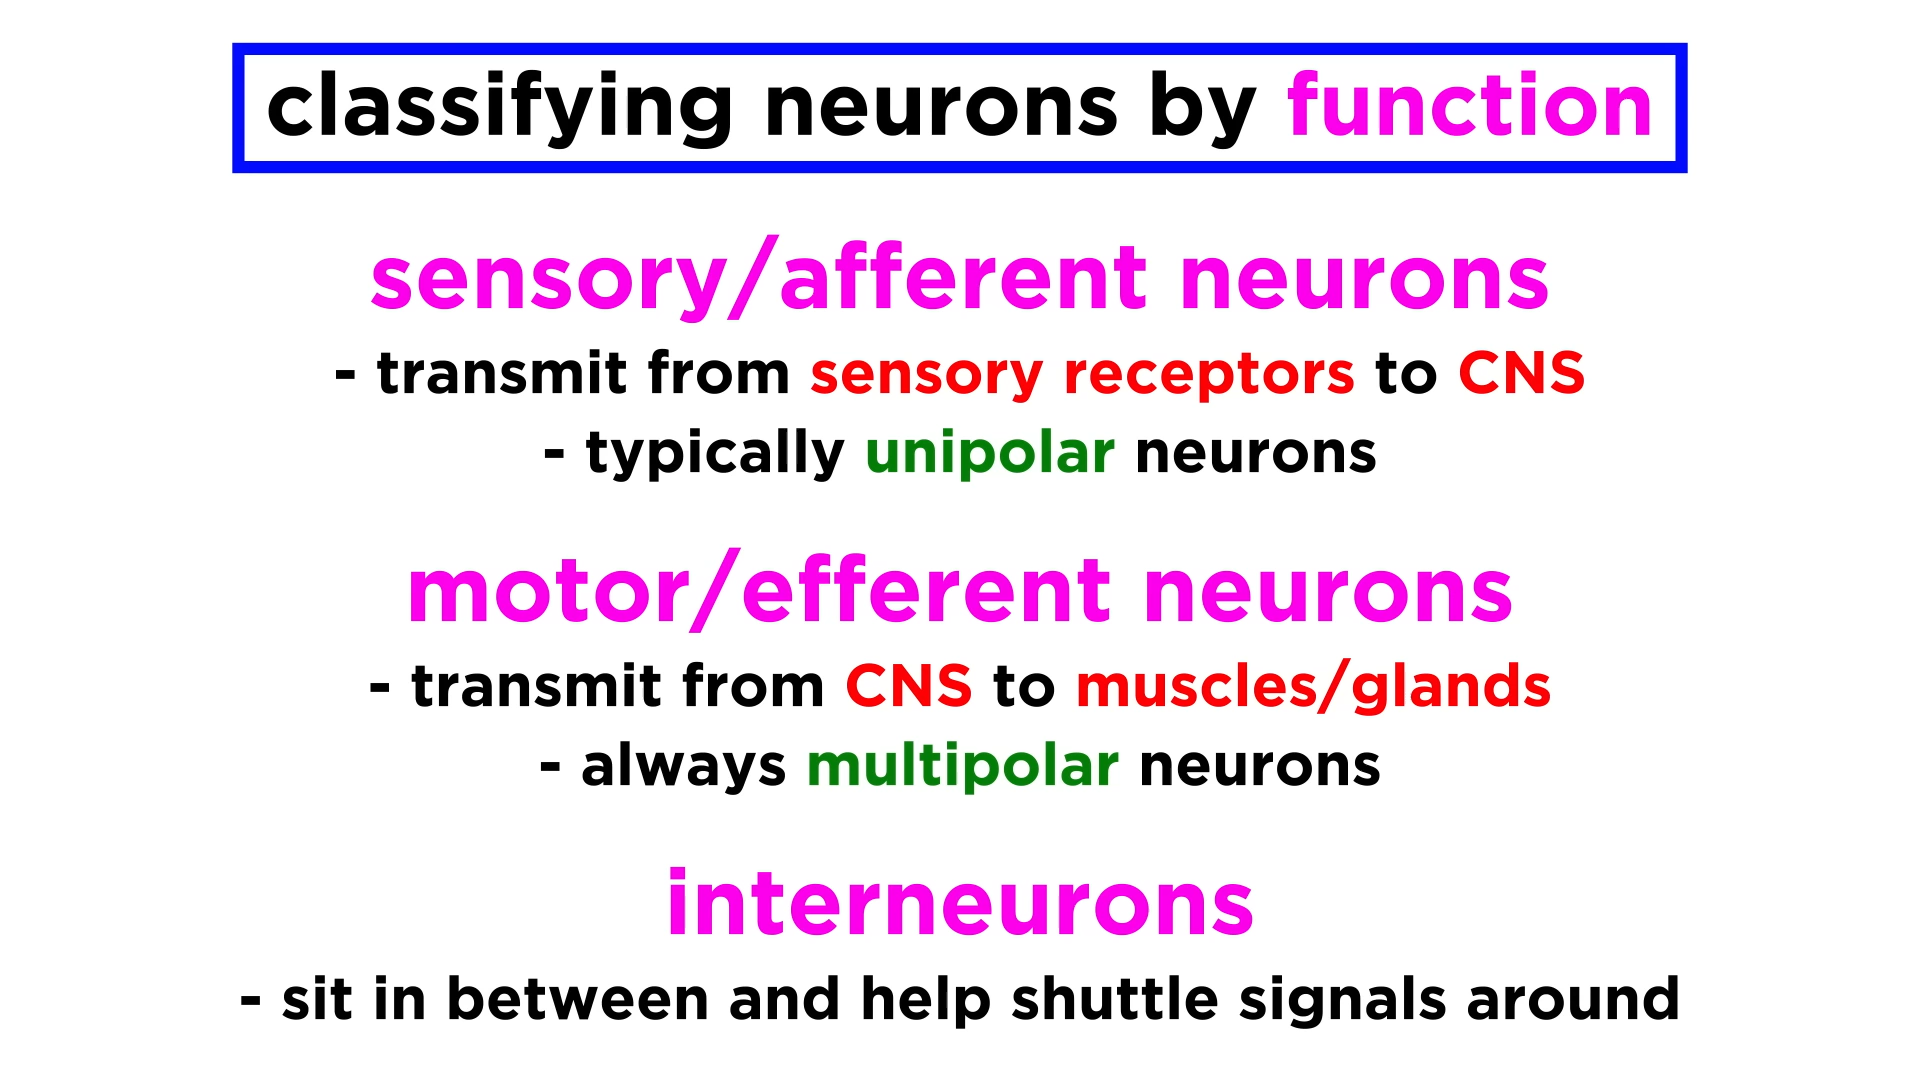 classifying neurons by function
sensory/afferent neurons
- transmit from sensory receptors to CNS
- typically unipolar neurons
motor/efferent neurons
- transmit from CNS to muscles/glands
- always multipolar neurons
interneurons
- sit in between and help shuttle signals around